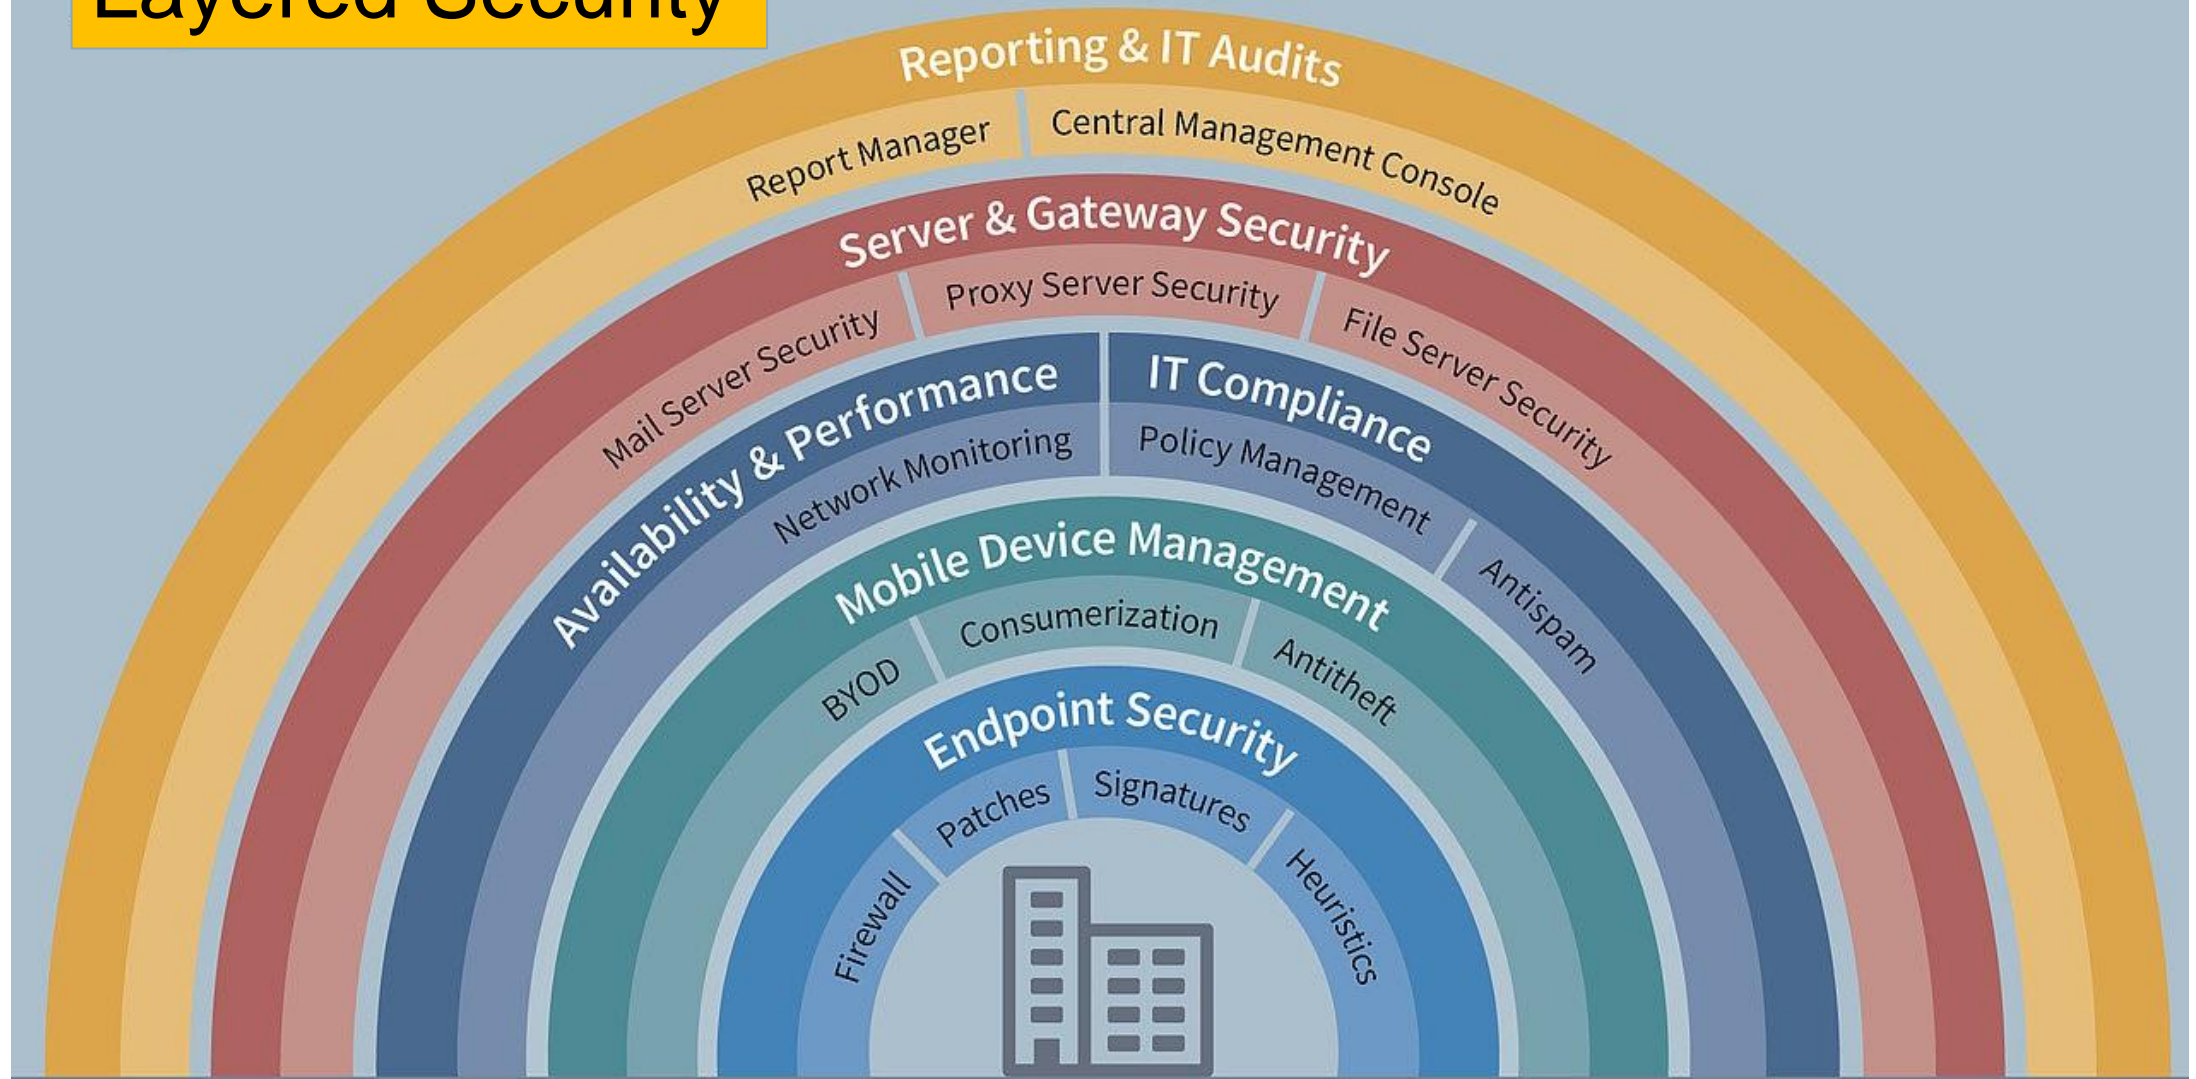 Layered Security
Reporting & IT Audits
Report Manager
Central Management Console
Server & Gateway Security
Mail Server Security
Proxy Server Security
File Server Security
Availability & Performance
Network Monitoring
IT Compliance
Policy Management
Antispam
Mobile Device Management
BYOD
Consumerization
Antitheft
Endpoint Security
Firewall
Patches
Signatures
Heuristics